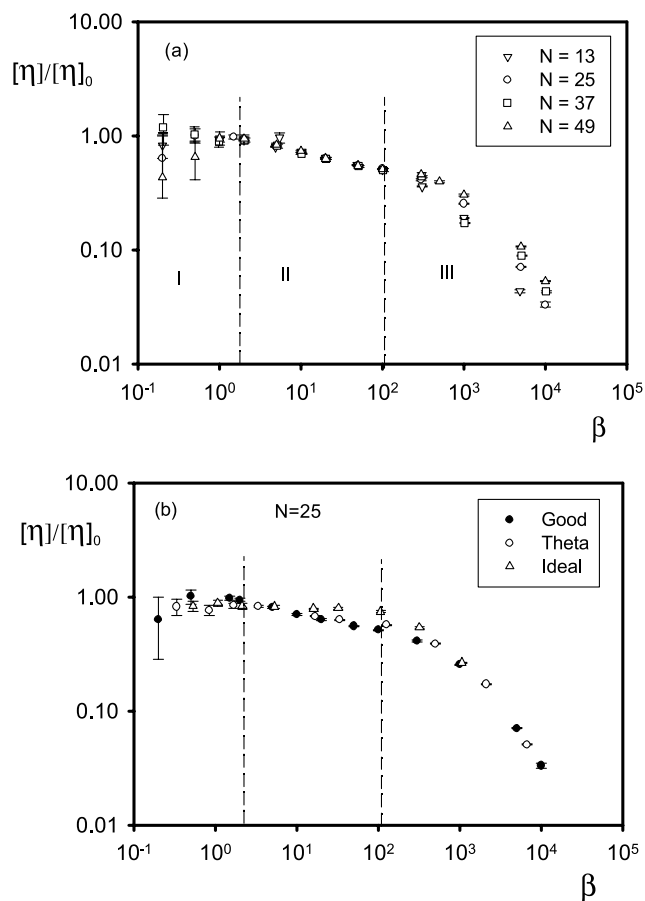 10.00
(a)
N = 13
N = 25
N = 37
N = 49
[η]/[η]0
1.00
0.10
I
II
III
0.01
10-1 100 101 102 103 104 105
β
10.00
(b)
N=25
Good
Theta
Ideal
[η]/[η]0
1.00
0.10
0.01
10-1 100 101 102 103 104 105
β